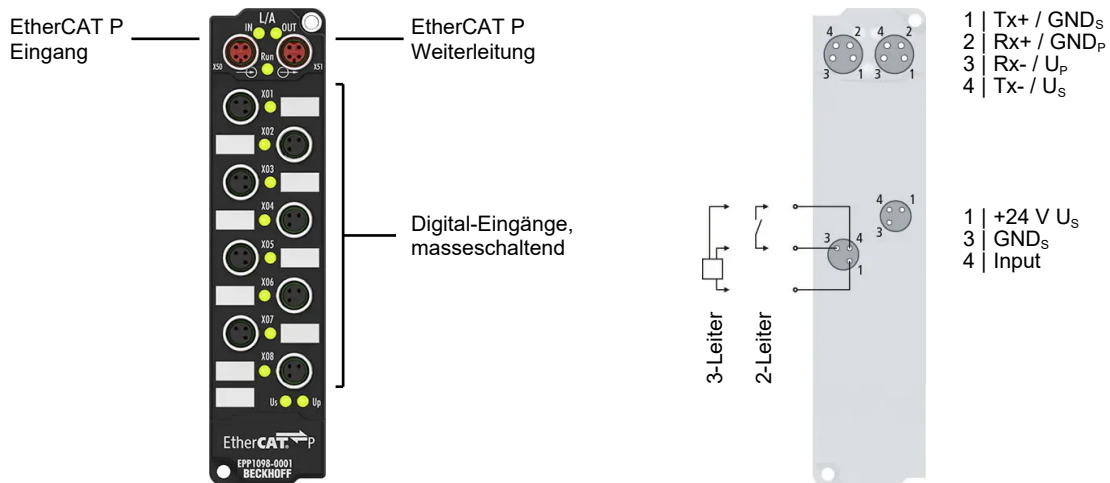 EtherCAT P
Eingang
L/A
IN
OUT
EtherCAT P
Weiterleitung
X50
Run
X51
X01
X02
X03
X04
X05
X06
X07
X08
Us
Up
EtherCAT P
EPP1098-0001
BECKHOFF
Digital-Eingänge,
masseschaltend
4 2
3 1
4 2
3 1
1 | Tx+ / GNDS
2 | Rx+ / GNDP
3 | Rx- / UP
4 | Tx- / US
4 1
3
1 | +24 V US
3 | GNDS
4 | Input
3 4
1
3-Leiter
2-Leiter